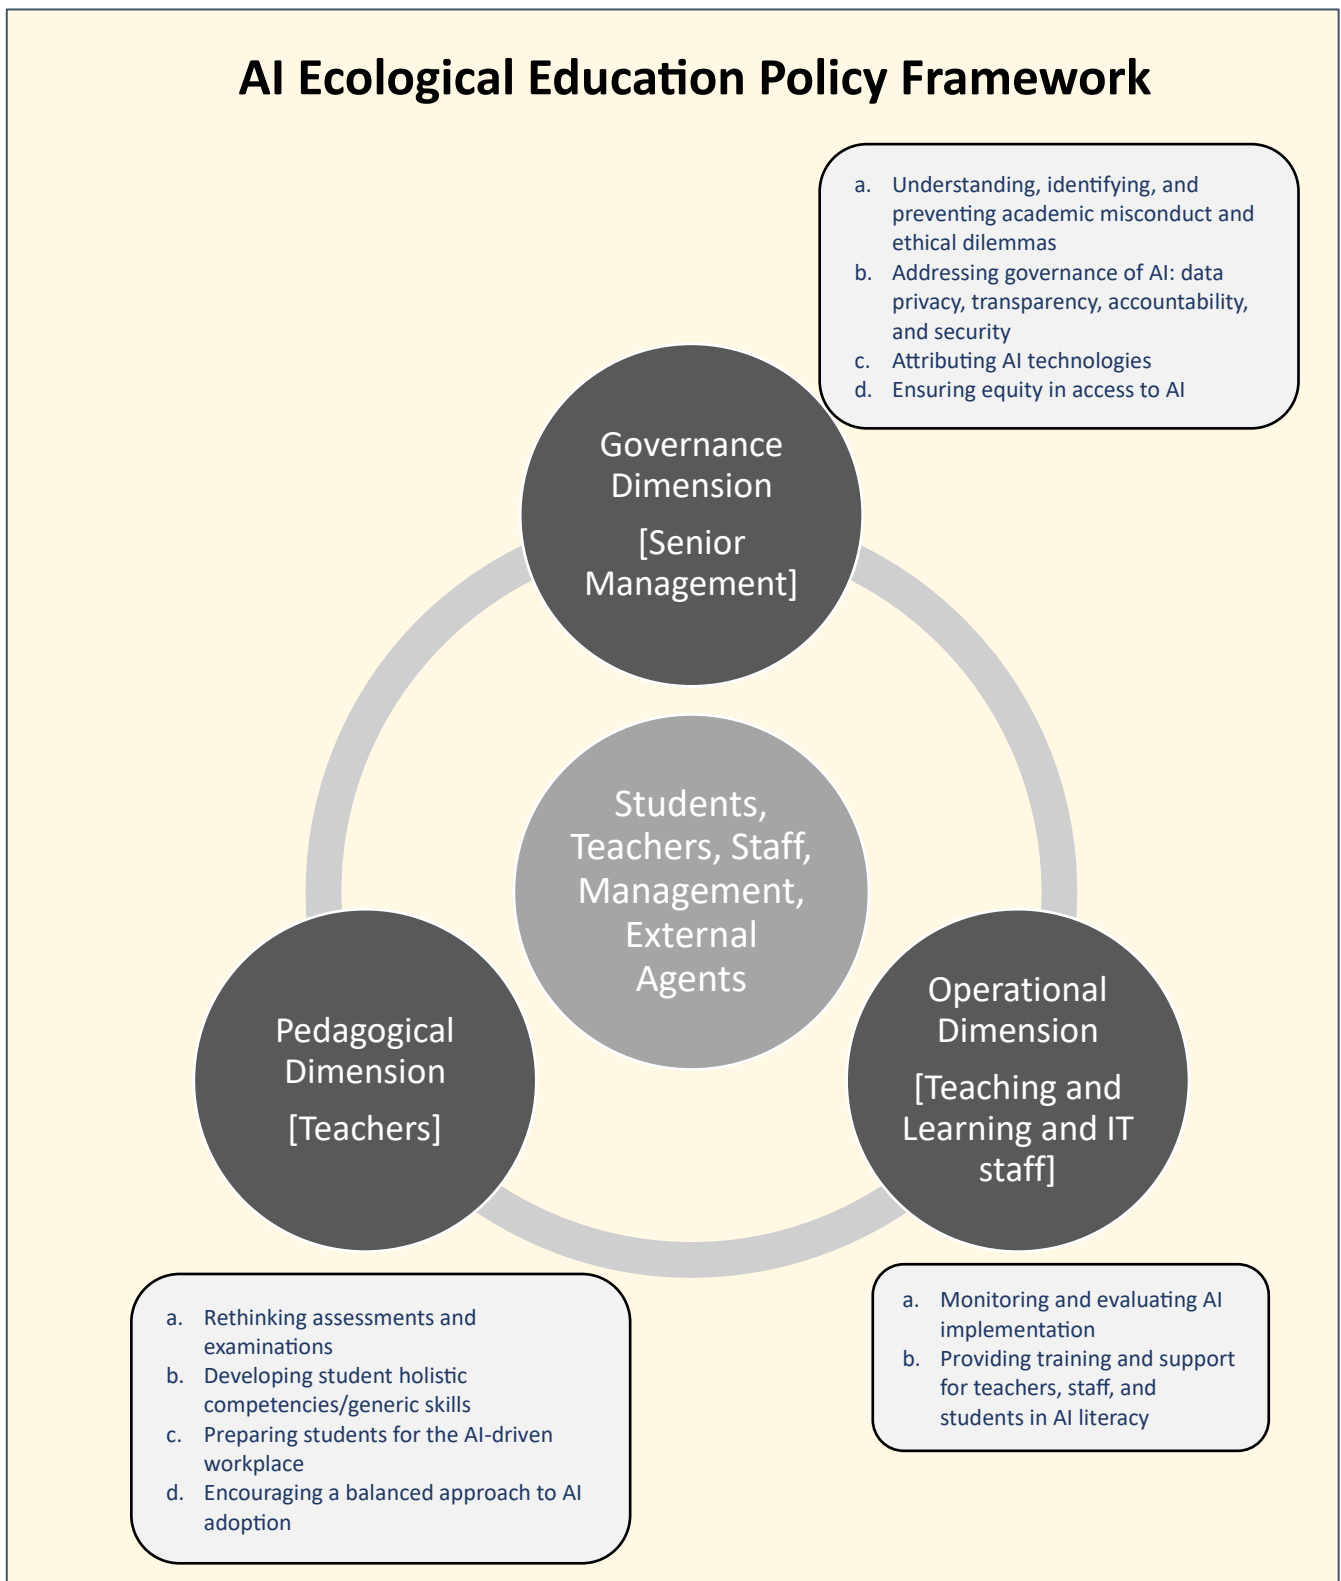 AI Ecological Education Policy Framework
a. Understanding, identifying, and
preventing academic misconduct and
ethical dilemmas
b. Addressing governance of AI: data
privacy, transparency, accountability,
and security
c. Attributing AI technologies
d. Ensuring equity in access to AI
Governance
Dimension
[Senior
Management]
Students,
Teachers, Staff,
Management,
External
Agents
Pedagogical
Dimension
[Teachers]
Operational
Dimension
[Teaching and
Learning and IT
staff]
a. Rethinking assessments and
examinations
b. Developing student holistic
competencies/generic skills
c. Preparing students for the AI-driven
workplace
d. Encouraging a balanced approach to AI
adoption
a. Monitoring and evaluating AI
implementation
b. Providing training and support
for teachers, staff, and
students in AI literacy